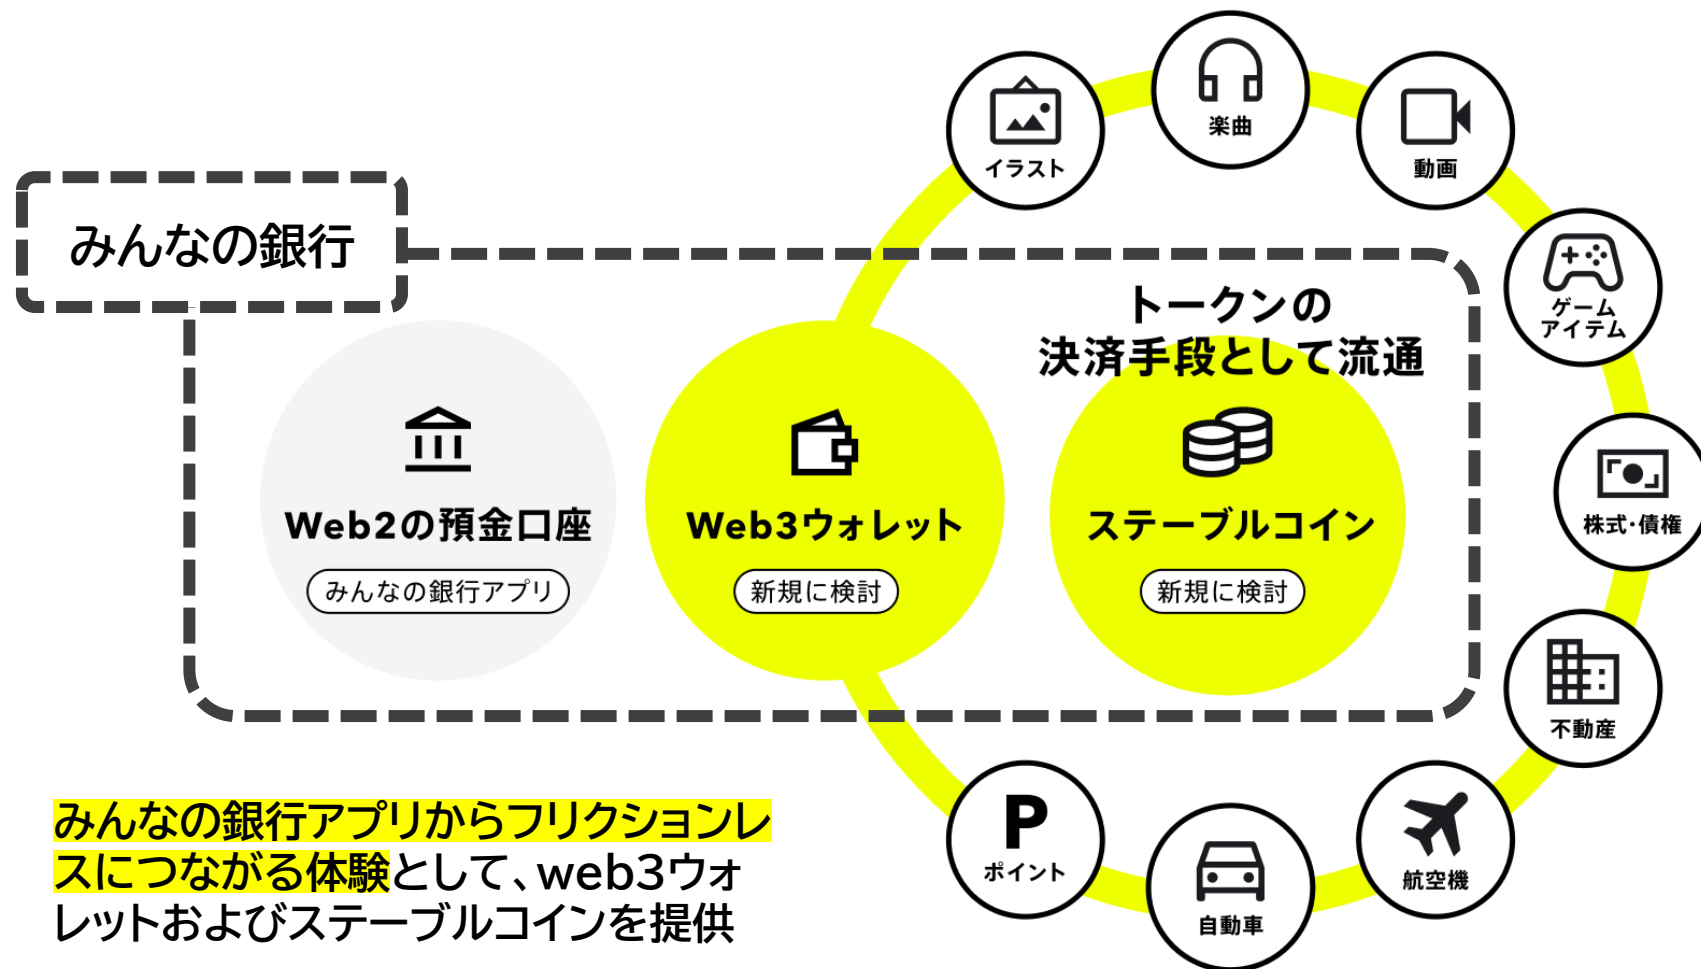 みんなの銀行
イラスト
楽曲
動画
ゲーム
アイテム
株式・債権
不動産
航空機
自動車
P
ポイント
トークンの
決済手段として流通
Web2の預金口座
みんなの銀行アプリ
Web3ウォレット
新規に検討
ステーブルコイン
新規に検討
みんなの銀行アプリからフリクションレ
スにつながる体験として、web3ウォ
レットおよびステーブルコインを提供